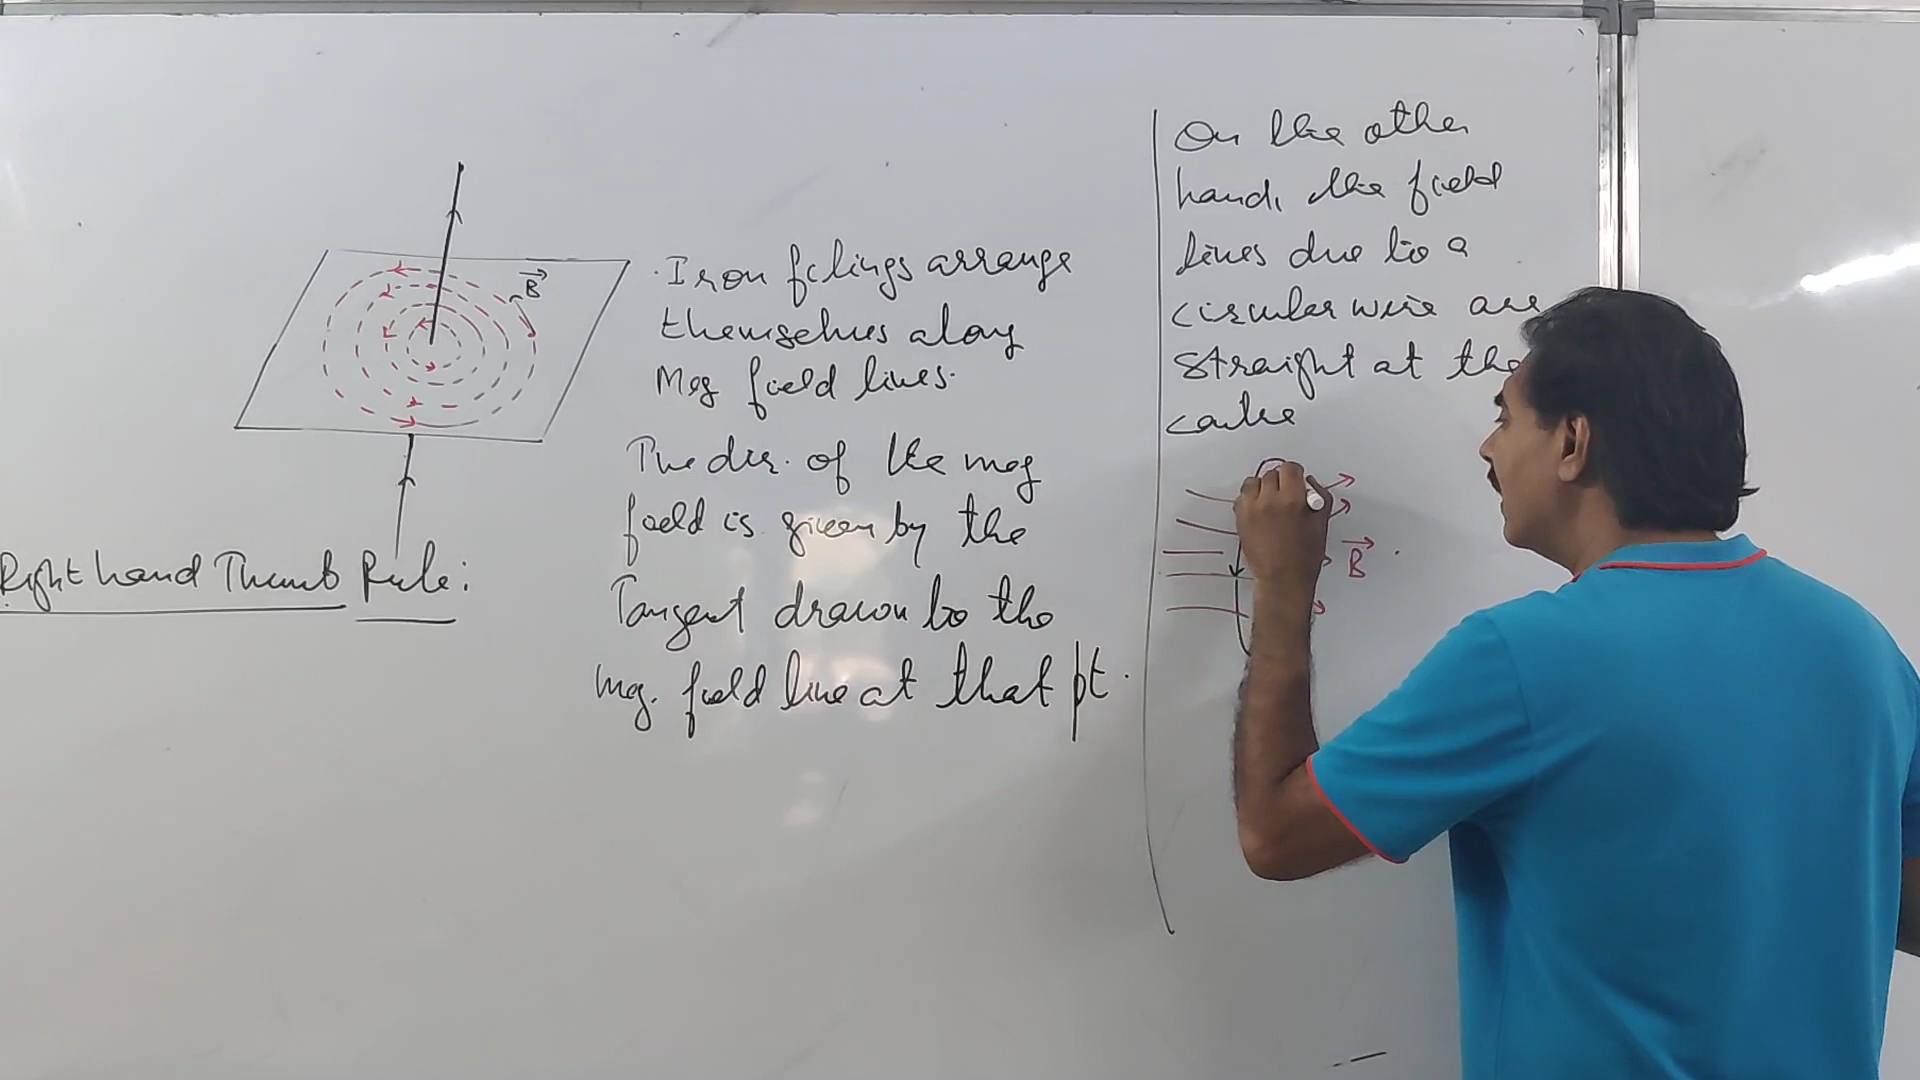 B
Iron filings arrange
themselves along
Mag field lines.
The dir. of the mag
field is given by the
Tangent drawn to the
mag. field line at that pt.
Right hand Thumb Rule:
On the other
hand, the field
lines due to a
circular wire are
straight at the
centre
B